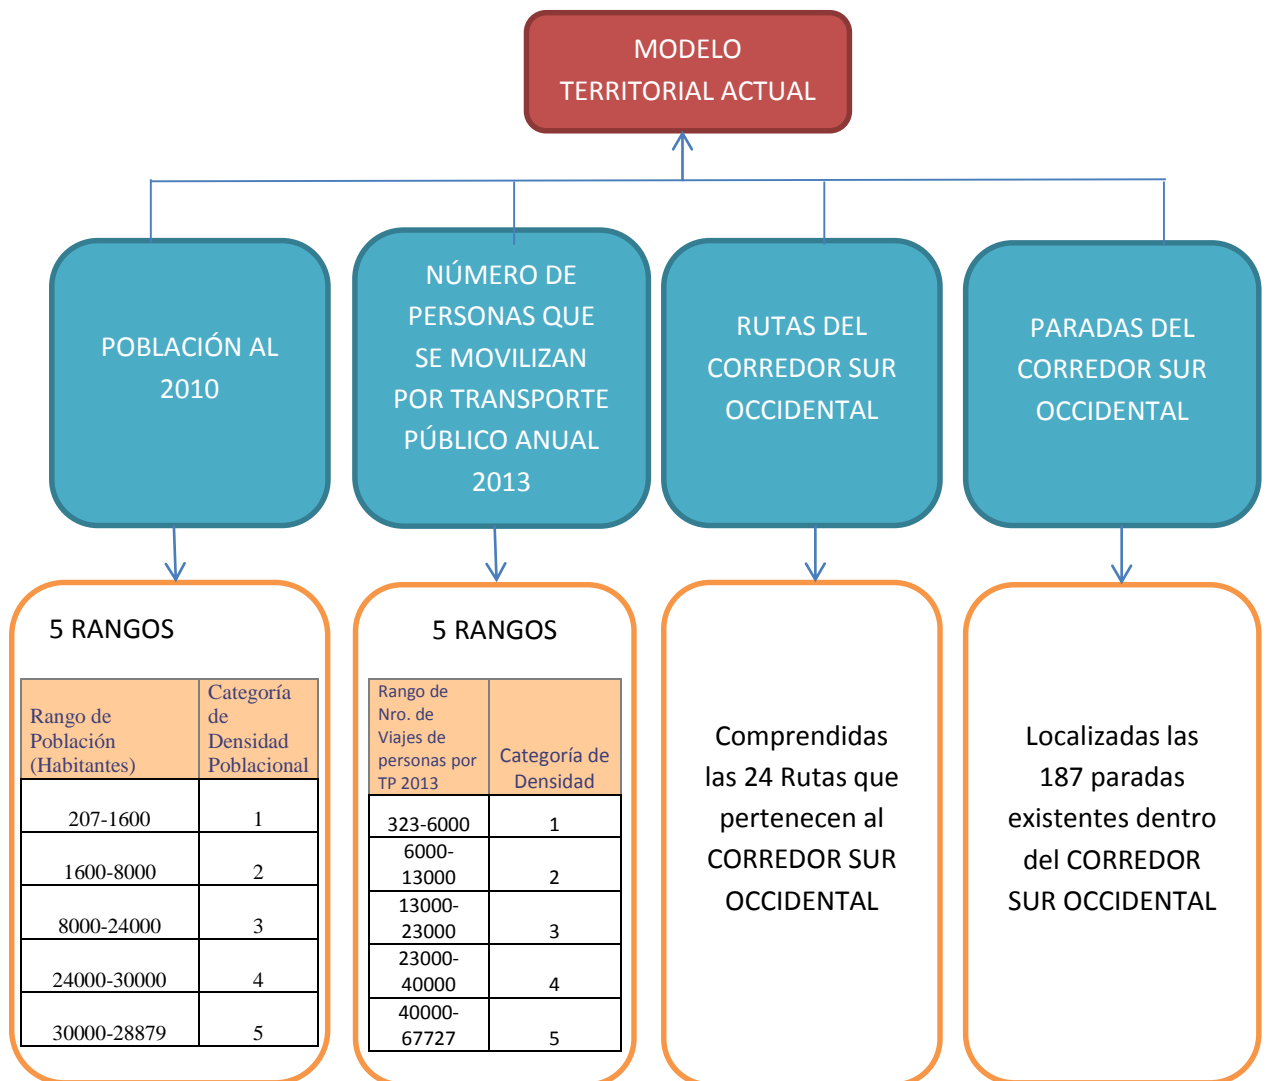 MODELO
TERRITORIAL ACTUAL
POBLACIÓN AL
2010
NÚMERO DE
PERSONAS QUE
SE MOVILIZAN
POR TRANSPORTE
PÚBLICO ANUAL
2013
RUTAS DEL
CORREDOR SUR
OCCIDENTAL
PARADAS DEL
CORREDOR SUR
OCCIDENTAL
5 RANGOS
Rango de
Población
(Habitantes)
Categoría
de
Densidad
Poblacional
207-1600
1
1600-8000
2
8000-24000
3
24000-30000
4
30000-28879
5
5 RANGOS
Rango de
Nro. de
Viajes de
personas por
TP 2013
Categoría de
Densidad
323-6000
1
6000-
13000
2
13000-
23000
3
23000-
40000
4
40000-
67727
5
Comprendidas
las 24 Rutas que
pertenecen al
CORREDOR SUR
OCCIDENTAL
Localizadas las
187 paradas
existentes dentro
del CORREDOR
SUR OCCIDENTAL